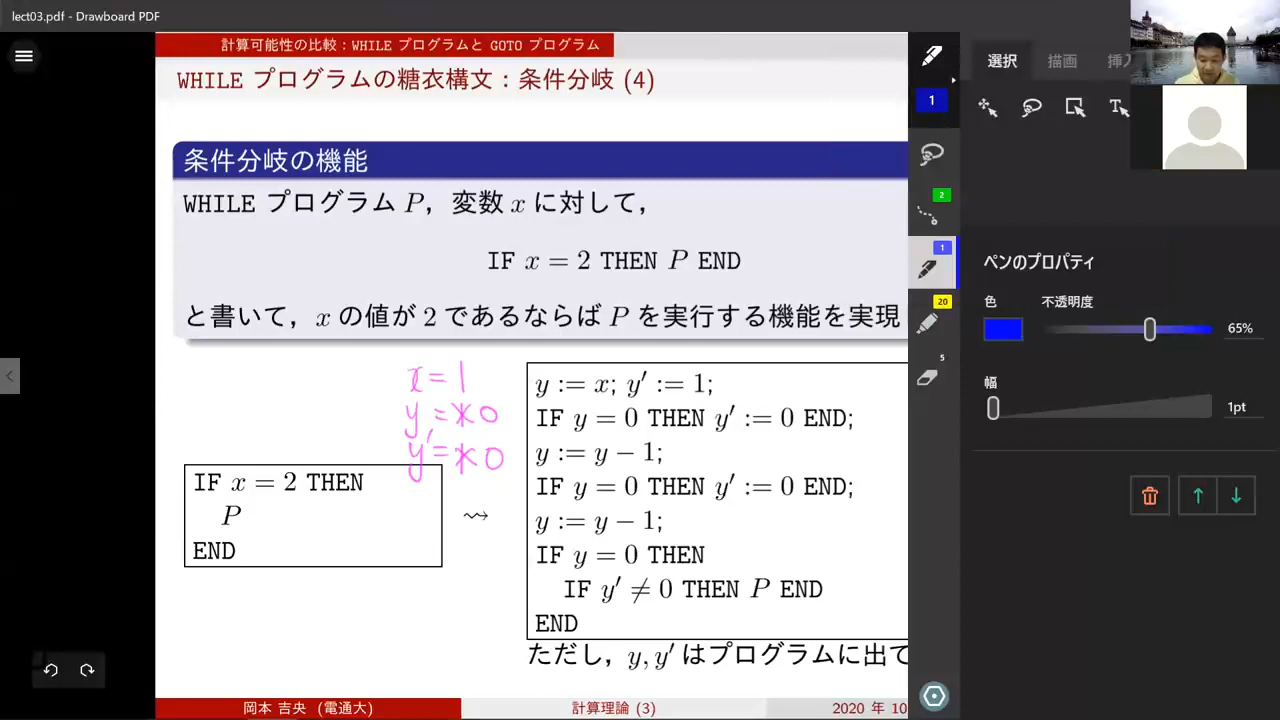 lect03.pdf - Drawboard PDF
計算可能性の比較：WHILE プログラムと GOTO プログラム
WHILE プログラムの糖衣構文：条件分岐 (4)
条件分岐の機能
WHILE プログラム P，変数 x に対して，
IF x = 2 THEN P END
と書いて，x の値が 2 であるならば P を実行する機能を実現
x = 1
y = * 0
y' = * 0
IF x = 2 THEN
P
END
⇝
y := x; y′ := 1;
IF y = 0 THEN y′ := 0 END;
y := y − 1;
IF y = 0 THEN y′ := 0 END;
y := y − 1;
IF y = 0 THEN
IF y′ ≠ 0 THEN P END
END
ただし，y, y′ はプログラムに出て
岡本 吉央 (電通大)
計算理論 (3)
2020 年 10
1
2
1
20
5
選択
描画
挿入
T
ペンのプロパティ
色
不透明度
65%
幅
1pt